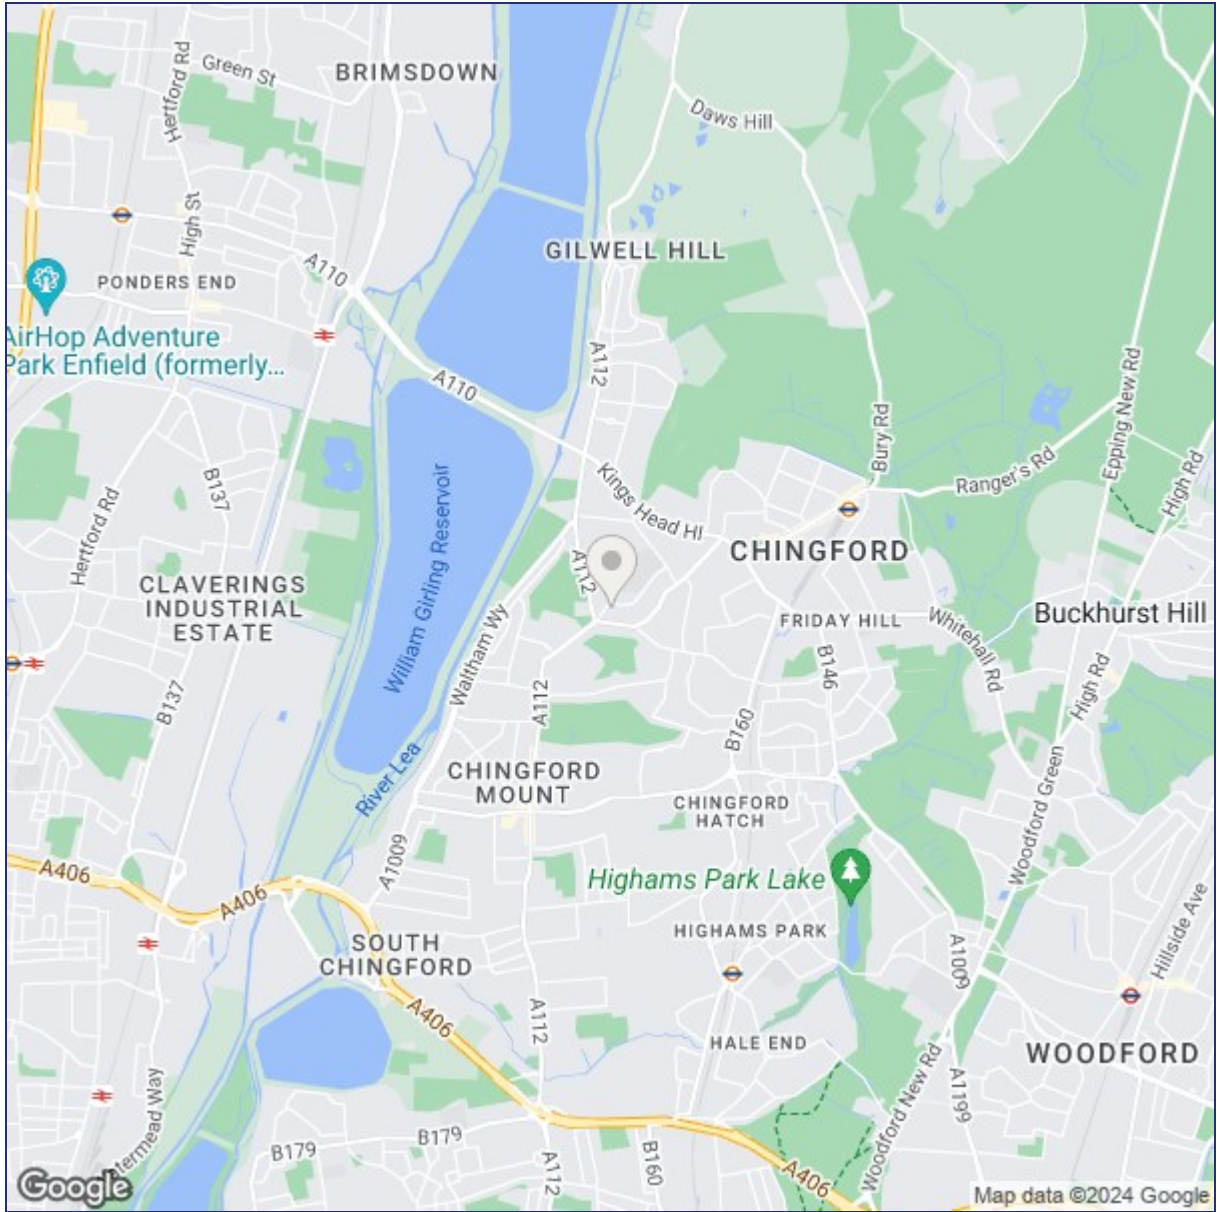 Hertford Rd
Green St
BRIMSDOWN
Daws Hill
High St
GILWELL HILL
A110
PONDERS END
AirHop Adventure
Park Enfield (formerly...
A112
A110
Epping New Rd
Bury Rd
Ranger's Rd
High Rd
B137
William Girling Reservoir
Kings Head Hl
Hertford Rd
CHINGFORD
A112
CLAVERINGS
INDUSTRIAL
ESTATE
Waltham Wy
FRIDAY HILL
Whitehall Rd
Buckhurst Hill
B146
High Rd
B137
A112
B160
River Lea
CHINGFORD
MOUNT
CHINGFORD
HATCH
Woodford Green
A1009
A406
A406
Highams Park Lake
HIGHAMS PARK
Hillside Ave
SOUTH
CHINGFORD
A1009
A406
A112
HALE END
WOODFORD
Woodford New Rd
A1199
B179
B179
A112
B160
A406
Google
Map data ©2024 Google